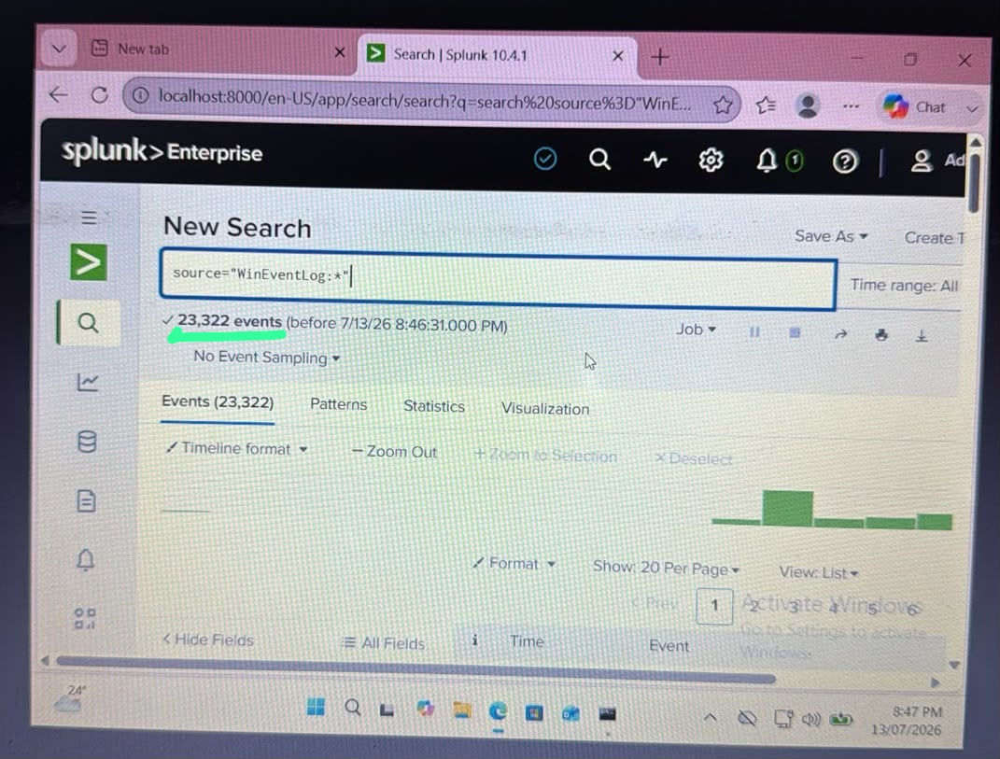 New tab
Search | Splunk 10.4.1
localhost:8000/en-US/app/search/search?q=search%20source%3D"WinE...
Chat
splunk>Enterprise
1
Ad
New Search
Save As
Create T
source="WinEventLog:*"
Time range: All
23,322 events (before 7/13/26 8:46:31.000 PM)
Job
No Event Sampling
Events (23,322)
Patterns
Statistics
Visualization
Timeline format
— Zoom Out
+ Zoom to Selection
× Deselect
Format
Show: 20 Per Page
View: List
< Prev
1
2
3
4
5
6
Activate Windows
Go to Settings to activate
Windows.
< Hide Fields
All Fields
i
Time
Event
24°
8:47 PM
13/07/2026